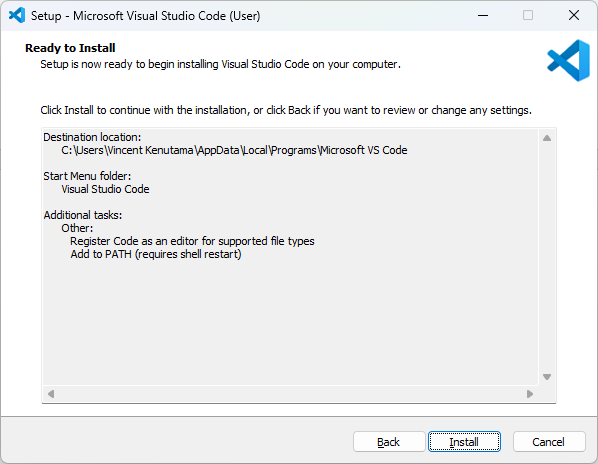 Setup - Microsoft Visual Studio Code (User)
Ready to Install
Setup is now ready to begin installing Visual Studio Code on your computer.
Click Install to continue with the installation, or click Back if you want to review or change any settings.
Destination location:
C:\Users\Vincent Kenutama\AppData\Local\Programs\Microsoft VS Code
Start Menu folder:
Visual Studio Code
Additional tasks:
Other:
Register Code as an editor for supported file types
Add to PATH (requires shell restart)
Back Install Cancel